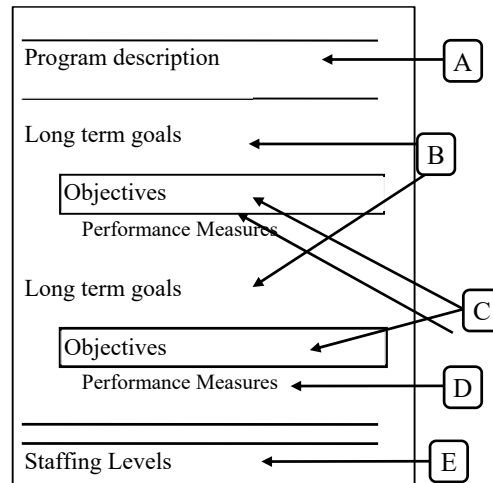 Program description
A
Long term goals
B
Objectives
Performance Measures
Long term goals
C
Objectives
Performance Measures
D
Staffing Levels
E